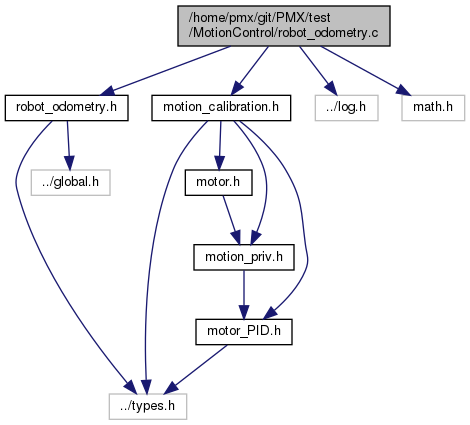 /home/pmx/git/PMX/test
/MotionControl/robot_odometry.c
robot_odometry.h
motion_calibration.h
../log.h
math.h
../global.h
motor.h
motion_priv.h
motor_PID.h
../types.h